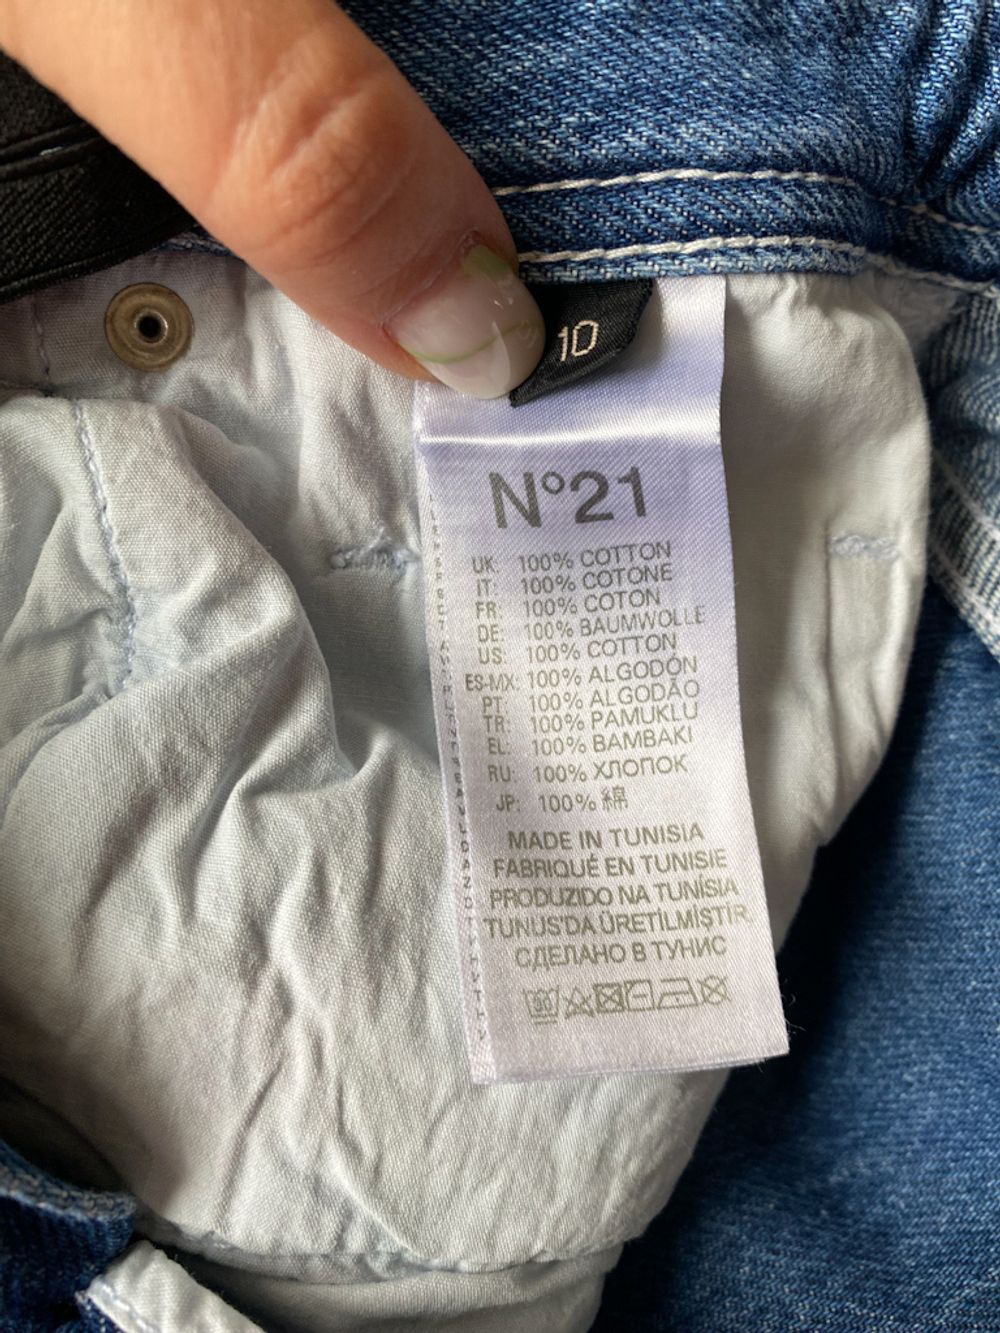 10
N°21
UK: 100% COTTON
IT: 100% COTONE
FR: 100% COTON
DE: 100% BAUMWOLLE
US: 100% COTTON
ES-MX: 100% ALGODÓN
PT: 100% ALGODÃO
TR: 100% PAMUKLU
EL: 100% BAMBAKI
RU: 100% ХЛОПОК
JP: 100% 綿
MADE IN TUNISIA
FABRIQUÉ EN TUNISIE
PRODUZIDO NA TUNÍSIA
TUNUS'DA ÜRETİLMİŞTİR
СДЕЛАНО В ТУНИС